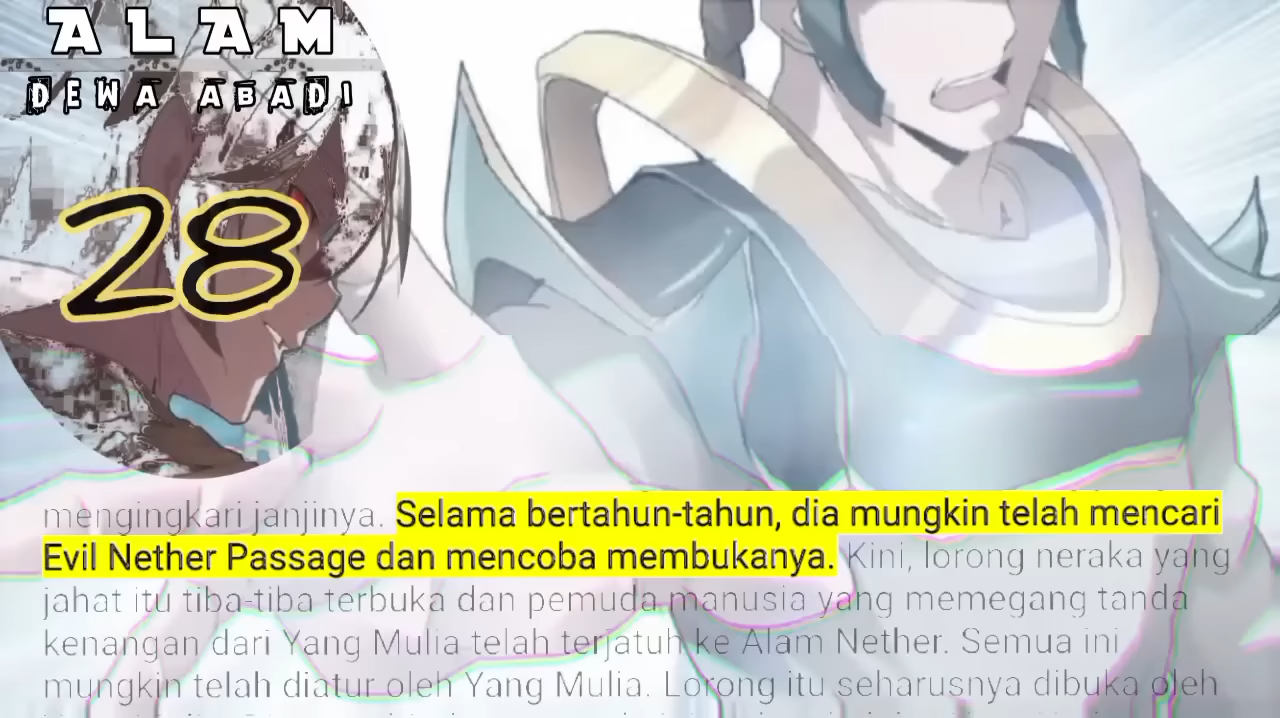 ALAM
DEWA ABADI
28
mengingkari janjinya. Selama bertahun-tahun, dia mungkin telah mencari
Evil Nether Passage dan mencoba membukanya. Kini, lorong neraka yang
jahat itu tiba-tiba terbuka dan pemuda manusia yang memegang tanda
kenangan dari Yang Mulia telah terjatuh ke Alam Nether. Semua ini
mungkin telah diatur oleh Yang Mulia. Lorong itu seharusnya dibuka oleh